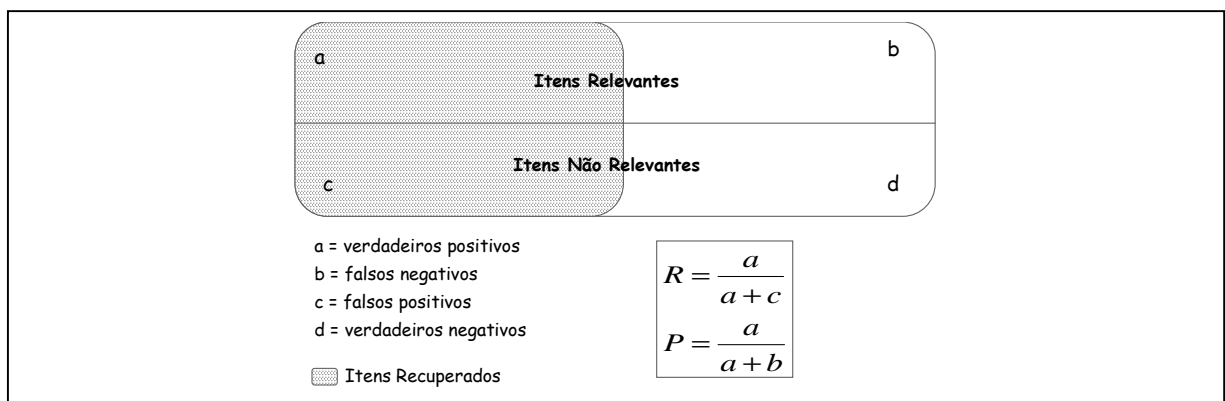 a
b
Itens Relevantes
Itens Não Relevantes
c
d
a = verdadeiros positivos
b = falsos negativos
c = falsos positivos
d = verdadeiros negativos
Itens Recuperados
R = a / (a + c)
P = a / (a + b)